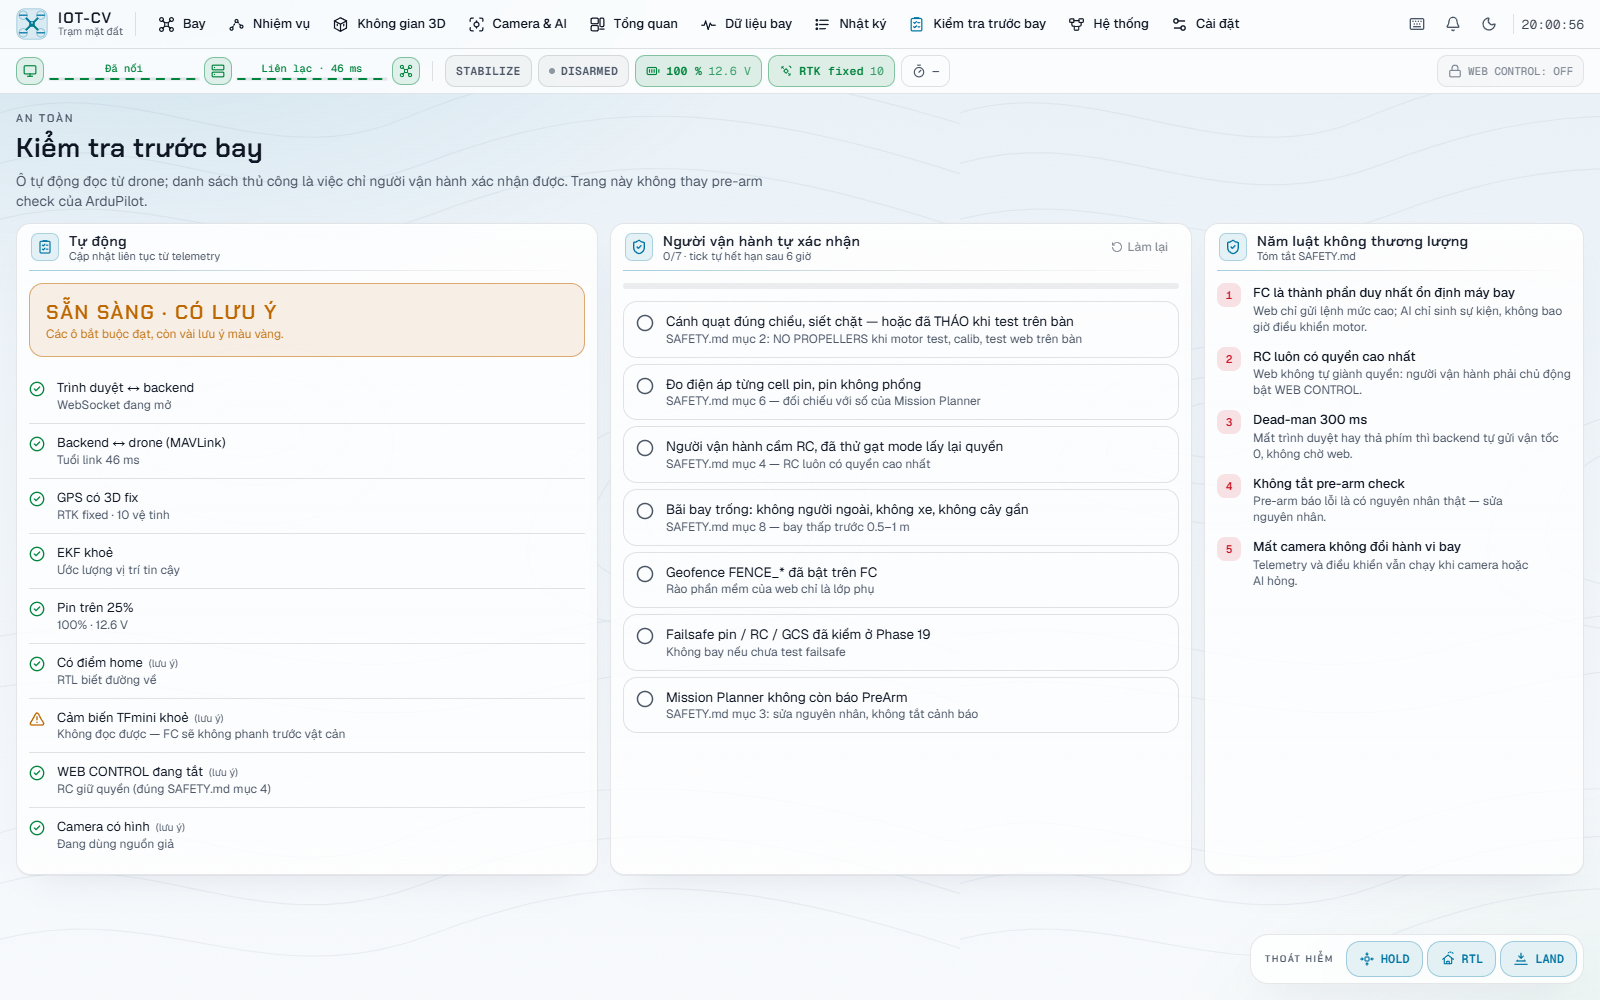 IOT-CV
Trạm mặt đất
Bay
Nhiệm vụ
Không gian 3D
Camera & AI
Tổng quan
Dữ liệu bay
Nhật ký
Kiểm tra trước bay
Hệ thống
Cài đặt
20:00:56
Đã nối
Liên lạc · 46 ms
STABILIZE
DISARMED
100 % 12.6 V
RTK fixed 10
–
WEB CONTROL: OFF
AN TOÀN
Kiểm tra trước bay
Ô tự động đọc từ drone; danh sách thủ công là việc chỉ người vận hành xác nhận được. Trang này không thay pre-arm
check của ArduPilot.
Tự động
Cập nhật liên tục từ telemetry
SẴN SÀNG · CÓ LƯU Ý
Các ô bắt buộc đạt, còn vài lưu ý màu vàng.
Trình duyệt ↔ backend
WebSocket đang mở
Backend ↔ drone (MAVLink)
Tuổi link 46 ms
GPS có 3D fix
RTK fixed · 10 vệ tinh
EKF khoẻ
Ước lượng vị trí tin cậy
Pin trên 25%
100% · 12.6 V
Có điểm home (lưu ý)
RTL biết đường về
Cảm biến TFmini khoẻ (lưu ý)
Không đọc được — FC sẽ không phanh trước vật cản
WEB CONTROL đang tắt (lưu ý)
RC giữ quyền (đúng SAFETY.md mục 4)
Camera có hình (lưu ý)
Đang dùng nguồn giả
Người vận hành tự xác nhận
0/7 · tick tự hết hạn sau 6 giờ
Làm lại
Cánh quạt đúng chiều, siết chặt — hoặc đã THÁO khi test trên bàn
SAFETY.md mục 2: NO PROPELLERS khi motor test, calib, test web trên bàn
Đo điện áp từng cell pin, pin không phồng
SAFETY.md mục 6 — đối chiếu với số của Mission Planner
Người vận hành cầm RC, đã thử gạt mode lấy lại quyền
SAFETY.md mục 4 — RC luôn có quyền cao nhất
Bãi bay trống: không người ngoài, không xe, không cây gần
SAFETY.md mục 8 — bay thấp trước 0.5–1 m
Geofence FENCE_* đã bật trên FC
Rào phần mềm của web chỉ là lớp phụ
Failsafe pin / RC / GCS đã kiểm ở Phase 19
Không bay nếu chưa test failsafe
Mission Planner không còn báo PreArm
SAFETY.md mục 3: sửa nguyên nhân, không tắt cảnh báo
Năm luật không thương lượng
Tóm tắt SAFETY.md
1
FC là thành phần duy nhất ổn định máy bay
Web chỉ gửi lệnh mức cao; AI chỉ sinh sự kiện, không bao
giờ điều khiển motor.
2
RC luôn có quyền cao nhất
Web không tự giành quyền: người vận hành phải chủ động
bật WEB CONTROL.
3
Dead-man 300 ms
Mất trình duyệt hay thả phím thì backend tự gửi vận tốc
0, không chờ web.
4
Không tắt pre-arm check
Pre-arm báo lỗi là có nguyên nhân thật — sửa
nguyên nhân.
5
Mất camera không đổi hành vi bay
Telemetry và điều khiển vẫn chạy khi camera hoặc
AI hỏng.
THOÁT HIỂM
HOLD
RTL
LAND